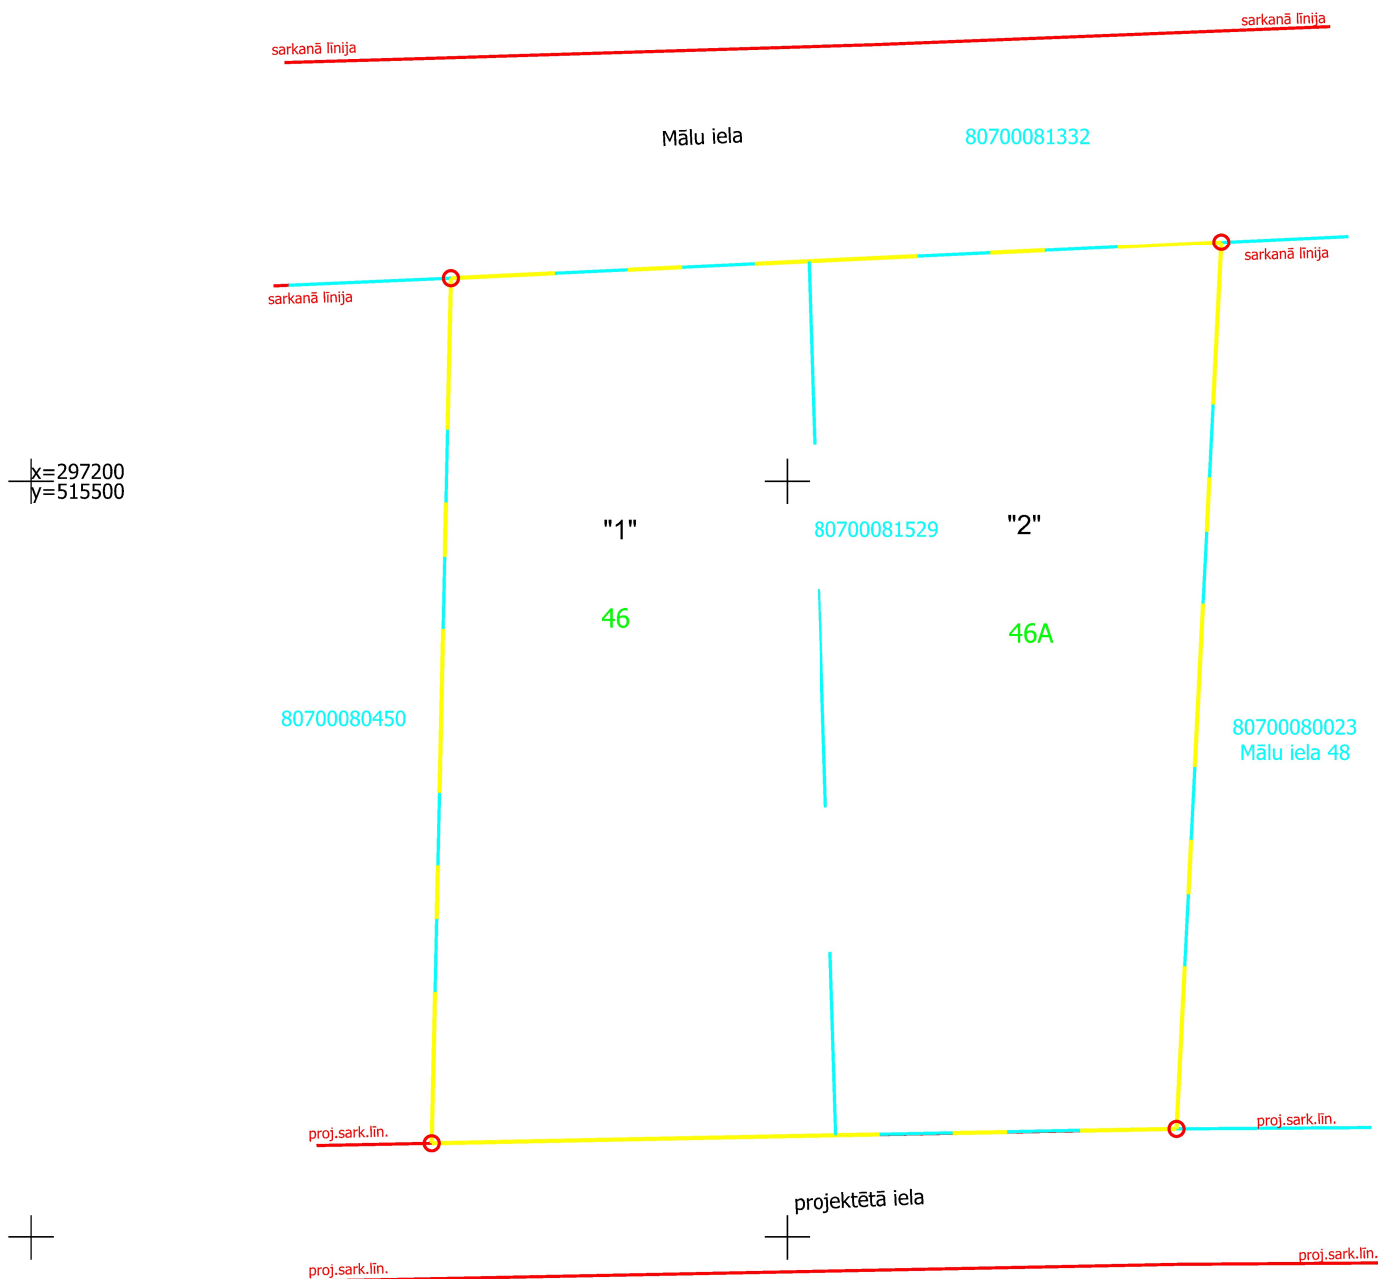 sarkanā līnija
sarkanā līnija
Mālu iela
80700081332
sarkanā līnija
sarkanā līnija
x=297200
y=515500
"1"
80700081529
"2"
46
46A
80700080450
80700080023
Mālu iela 48
proj.sark.līn.
proj.sark.līn.
projektētā iela
proj.sark.līn.
proj.sark.līn.